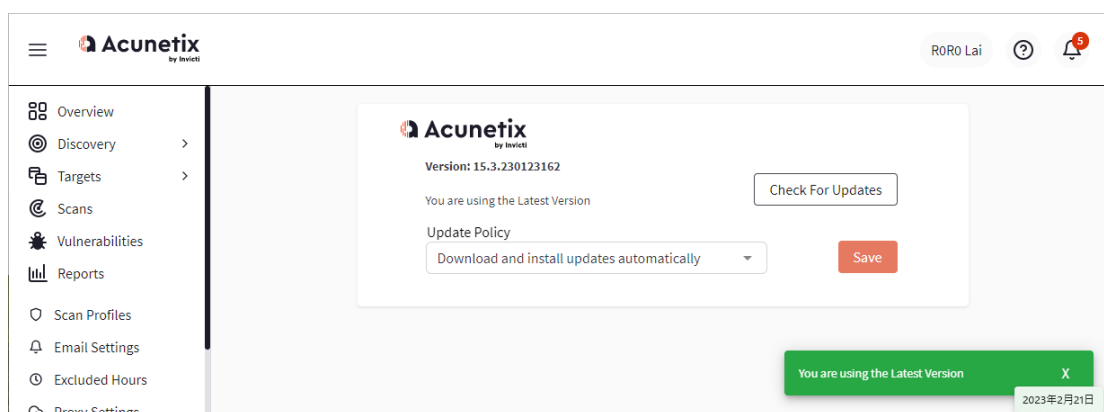 Acunetix
by Invicti
R0R0 Lai
5
Overview
Discovery
Targets
Scans
Vulnerabilities
Reports
Scan Profiles
Email Settings
Excluded Hours
Proxy Settings
Acunetix
by Invicti
Version: 15.3.230123162
You are using the Latest Version
Check For Updates
Update Policy
Download and install updates automatically
Save
You are using the Latest Version X
2023年2月21日